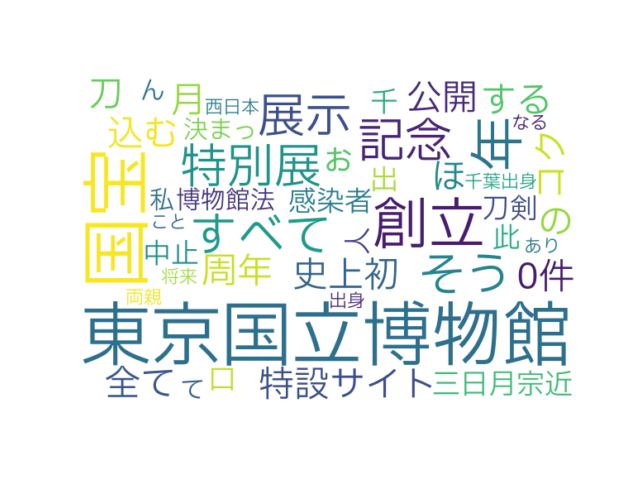 刀
ん
月
西日本
展示
千
公開
する
込む
決まっ
記念
年
なる
コク
国宝
特別展
お
出
ほ
千葉出身
私
博物館法
感染者
創立
刀剣
の
こと
すべて
人
此
あり
中止
将来
周年
史上初
そう
0件
両親
出身
東京国立博物館
全て
て
口
特設サイト
三日月宗近